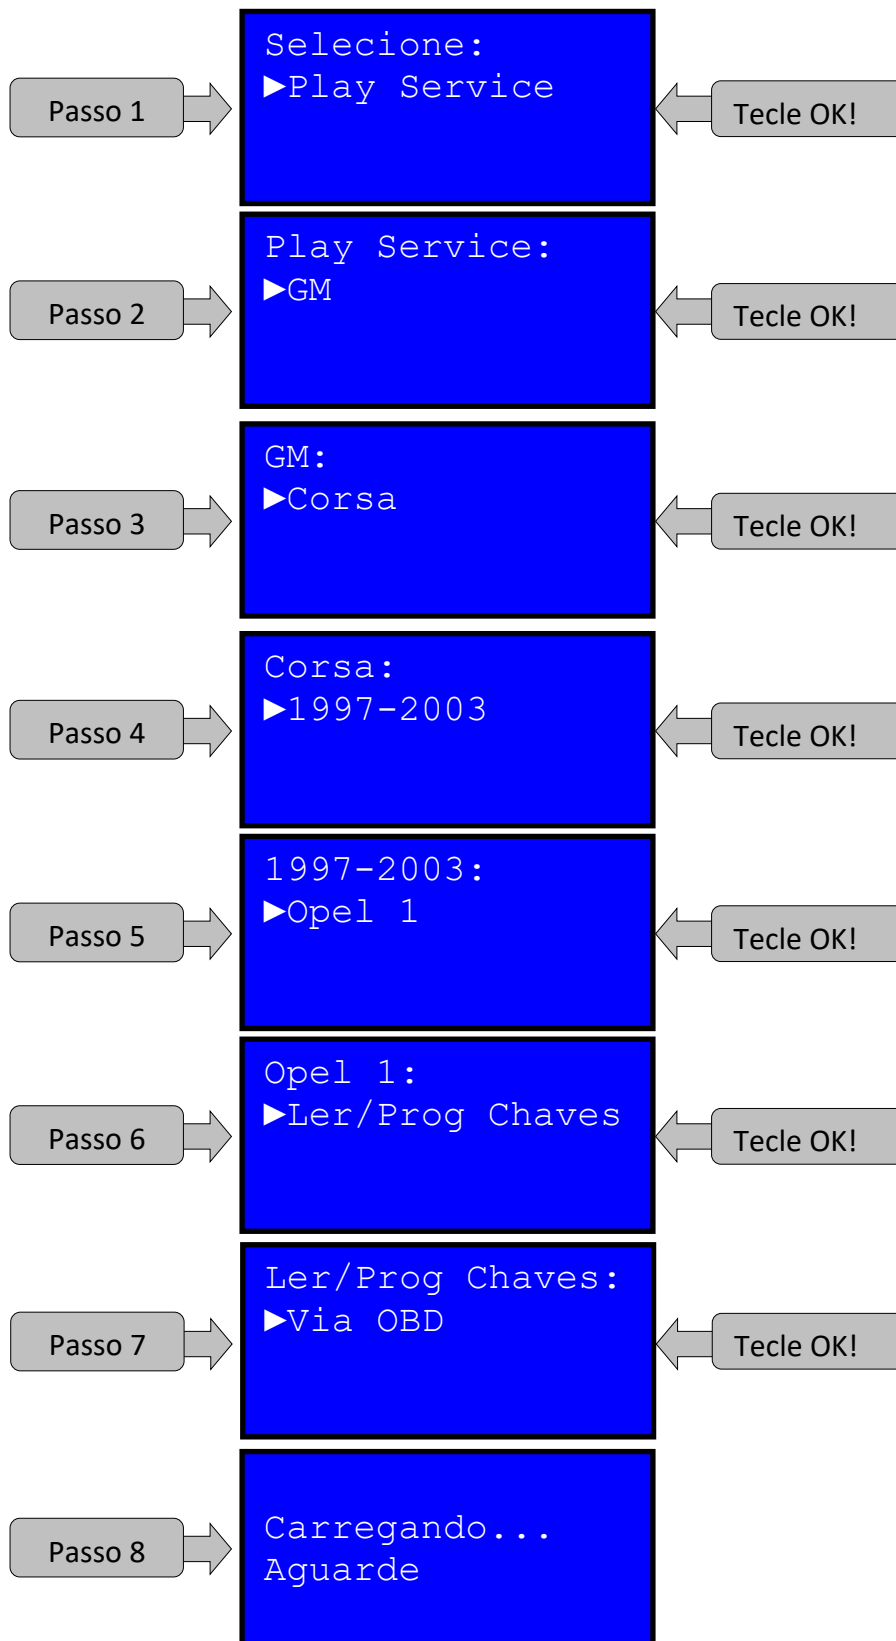 Passo 1
Selecione:
►Play Service
Tecle OK!
Passo 2
Play Service:
►GM
Tecle OK!
Passo 3
GM:
►Corsa
Tecle OK!
Passo 4
Corsa:
►1997-2003
Tecle OK!
Passo 5
1997-2003:
►Opel 1
Tecle OK!
Passo 6
Opel 1:
►Ler/Prog Chaves
Tecle OK!
Passo 7
Ler/Prog Chaves:
►Via OBD
Tecle OK!
Passo 8
Carregando...
Aguarde